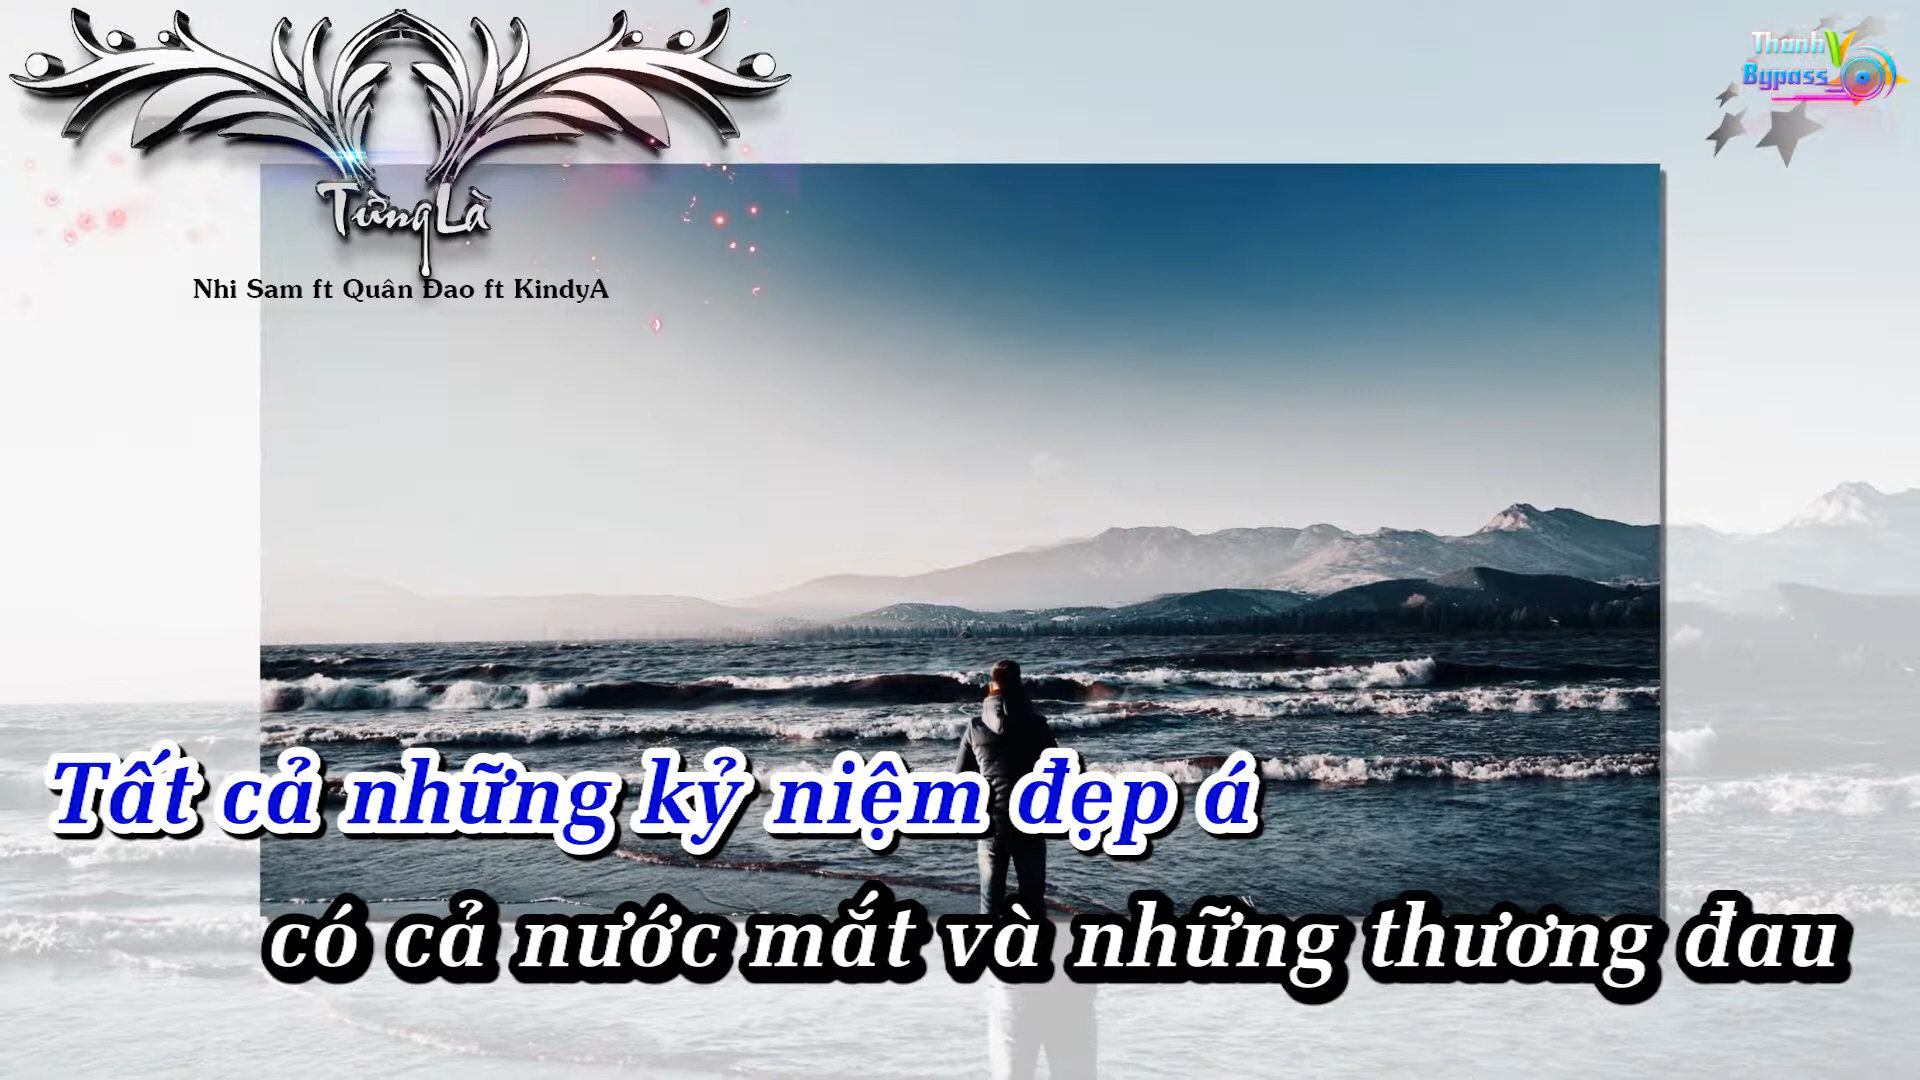 Thanh V
Bypass
Từng Là
Nhi Sam ft Quân Đao ft KindyA
Tất cả những kỷ niệm đẹp á
có cả nước mắt và những thương đau